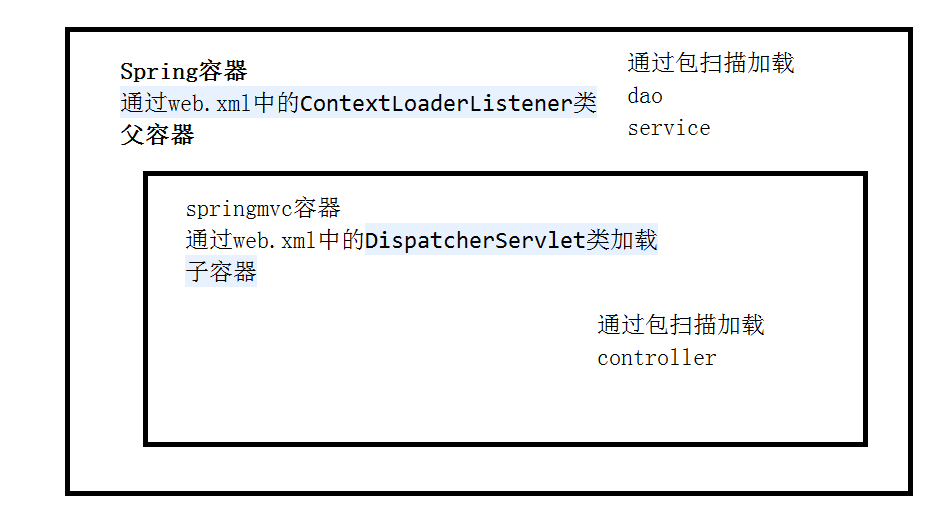 Spring容器
通过web.xml中的ContextLoaderListener类
父容器
通过包扫描加载
dao
service
springmvc容器
通过web.xml中的DispatcherServlet类加载
子容器
通过包扫描加载
controller